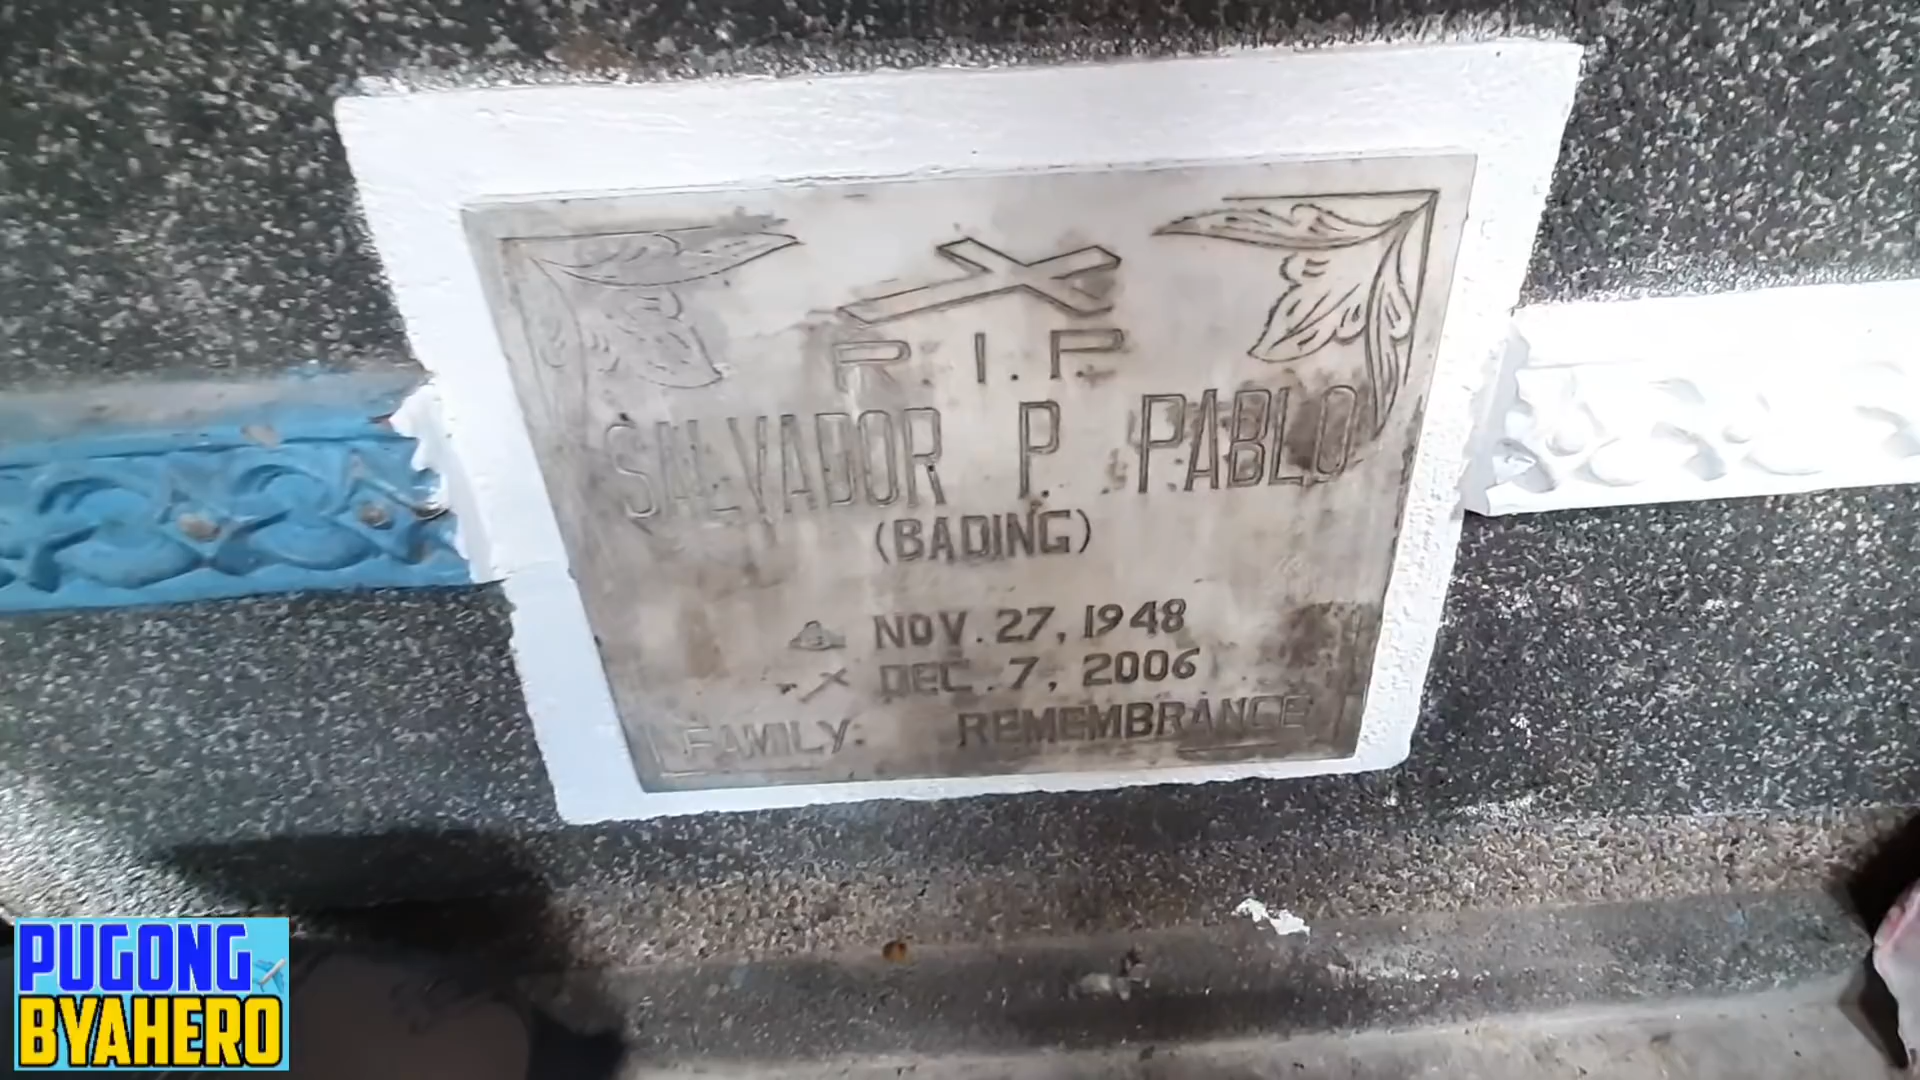 R.I.P.
SALVADOR P. PABLO
(BADING)
NOV. 27, 1948
DEC. 7, 2006
FAMILY: REMEMBRANCE
PUGONG
BYAHERO